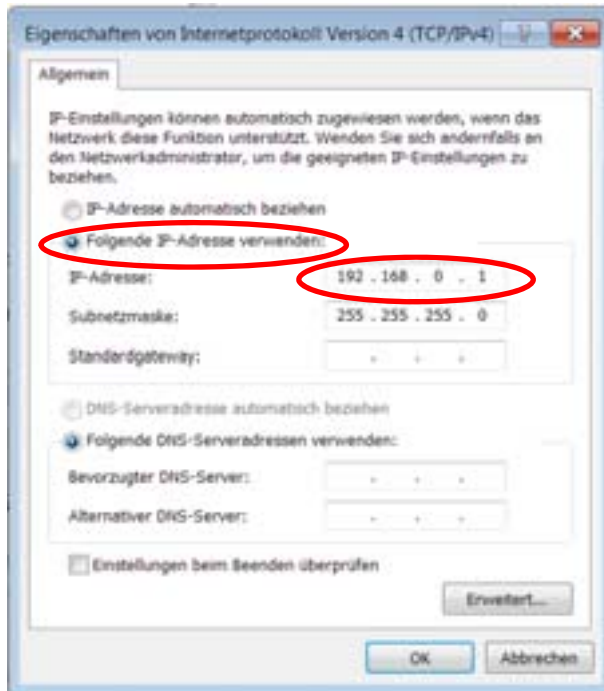 Eigenschaften von Internetprotokoll Version 4 (TCP/IPv4)
Allgemein
IP-Einstellungen können automatisch zugewiesen werden, wenn das
Netzwerk diese Funktion unterstützt. Wenden Sie sich andernfalls an
den Netzwerkadministrator, um die geeigneten IP-Einstellungen zu
beziehen.
IP-Adresse automatisch beziehen
Folgende IP-Adresse verwenden:
IP-Adresse: 192 . 168 . 0 . 1
Subnetzmaske: 255 . 255 . 255 . 0
Standardgateway: . . .
DNS-Serveradresse automatisch beziehen
Folgende DNS-Serveradressen verwenden:
Bevorzugter DNS-Server: . . .
Alternativer DNS-Server: . . .
Einstellungen beim Beenden überprüfen
Erweitert...
OK Abbrechen